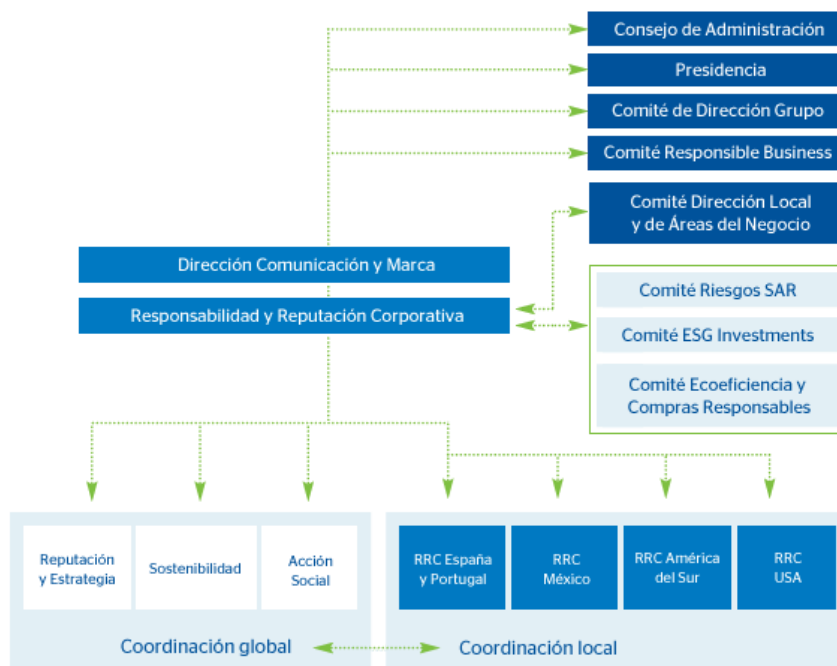 Consejo de Administración
Presidencia
Comité de Dirección Grupo
Comité Responsible Business
Comité Dirección Local
y de Áreas del Negocio
Dirección Comunicación y Marca
Responsabilidad y Reputación Corporativa
Comité Riesgos SAR
Comité ESG Investments
Comité Ecoeficiencia y
Compras Responsables
Reputación
y Estrategia
Sostenibilidad
Acción
Social
RRC España
y Portugal
RRC
México
RRC América
del Sur
RRC
USA
Coordinación global
Coordinación local